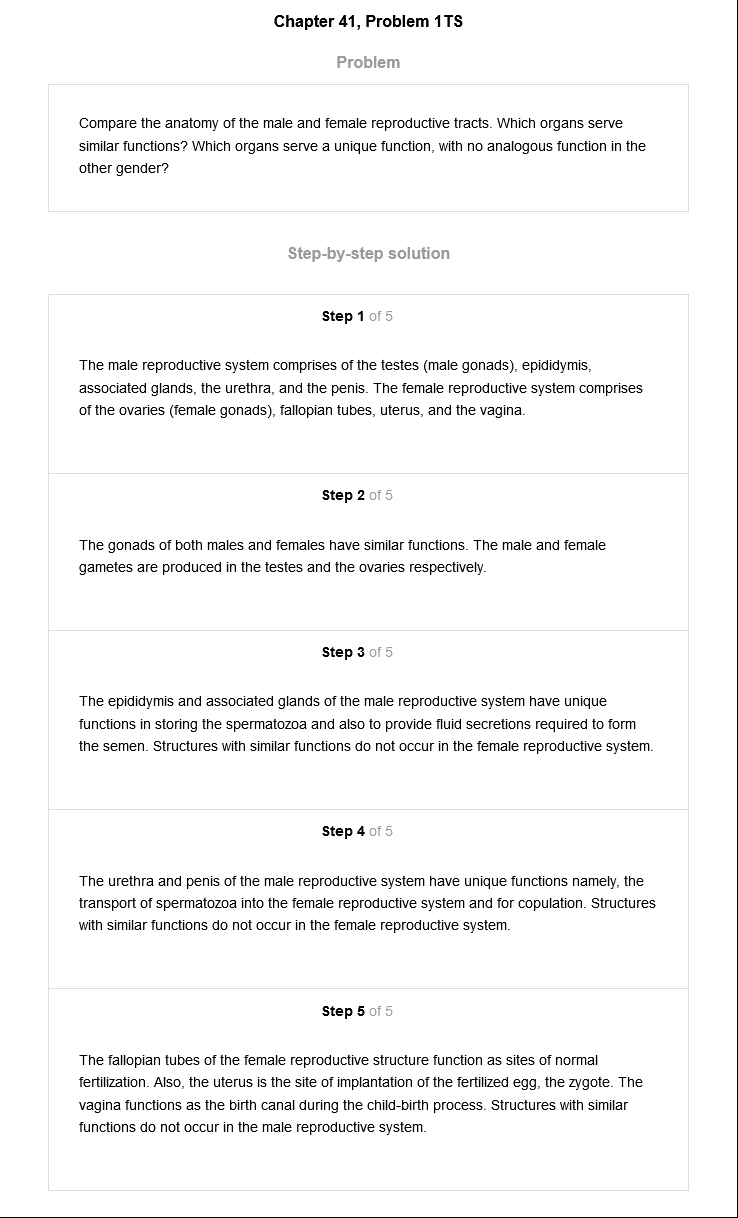 Chapter 41, Problem 1TS
Problem
Compare the anatomy of the male and female reproductive tracts. Which organs serve
similar functions? Which organs serve a unique function, with no analogous function in the
other gender?
Step-by-step solution
Step 1 of 5
The male reproductive system comprises of the testes (male gonads), epididymis,
associated glands, the urethra, and the penis. The female reproductive system comprises
of the ovaries (female gonads), fallopian tubes, uterus, and the vagina.
Step 2 of 5
The gonads of both males and females have similar functions. The male and female
gametes are produced in the testes and the ovaries respectively.
Step 3 of 5
The epididymis and associated glands of the male reproductive system have unique
functions in storing the spermatozoa and also to provide fluid secretions required to form
the semen. Structures with similar functions do not occur in the female reproductive system.
Step 4 of 5
The urethra and penis of the male reproductive system have unique functions namely, the
transport of spermatozoa into the female reproductive system and for copulation. Structures
with similar functions do not occur in the female reproductive system.
Step 5 of 5
The fallopian tubes of the female reproductive structure function as sites of normal
fertilization. Also, the uterus is the site of implantation of the fertilized egg, the zygote. The
vagina functions as the birth canal during the child-birth process. Structures with similar
functions do not occur in the male reproductive system.